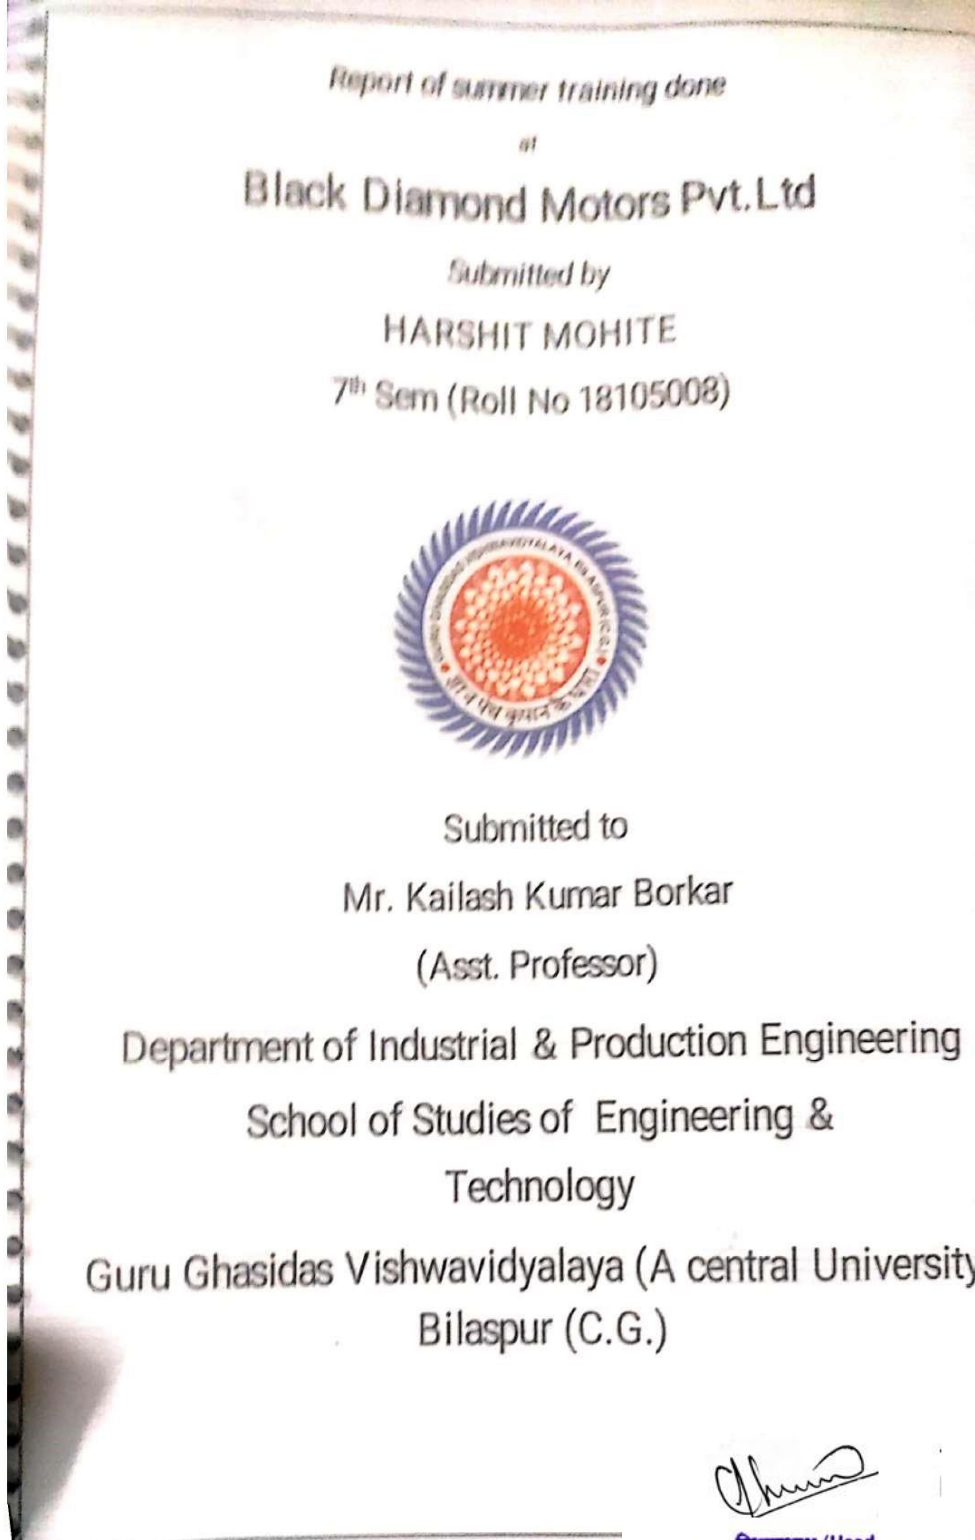 Report of summer training done
at
Black Diamond Motors Pvt.Ltd
Submitted by
HARSHIT MOHITE
7th Sem (Roll No 18105008)
Submitted to
Mr. Kailash Kumar Borkar
(Asst. Professor)
Department of Industrial & Production Engineering
School of Studies of Engineering &
Technology
Guru Ghasidas Vishwavidyalaya (A central University
Bilaspur (C.G.)